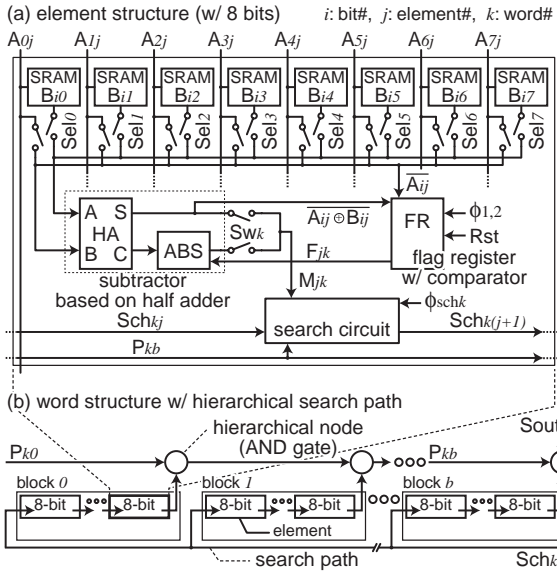 (a) element structure (w/ 8 bits) i: bit#, j: element#, k: word#
A0j A1j A2j A3j A4j A5j A6j A7j
SRAM SRAM SRAM SRAM SRAM SRAM SRAM SRAM
Bi0 Bi1 Bi2 Bi3 Bi4 Bi5 Bi6 Bi7
Sel0 Sel1 Sel2 Sel3 Sel4 Sel5 Sel6 Sel7
Aij
A S
HA
B C
ABS
Swk
Aij ⊕ Bij
FR
ϕ1,2
Rst
Fjk
flag register
w/ comparator
subtractor
based on half adder
Mjk
ϕschk
Schkj
search circuit
Schk(j+1)
Pkb
(b) word structure w/ hierarchical search path
hierarchical node
(AND gate)
Sout
Pk0
Pkb
block 0 block 1 block b
8-bit 8-bit 8-bit 8-bit 8-bit 8-bit
element
search path
Schk